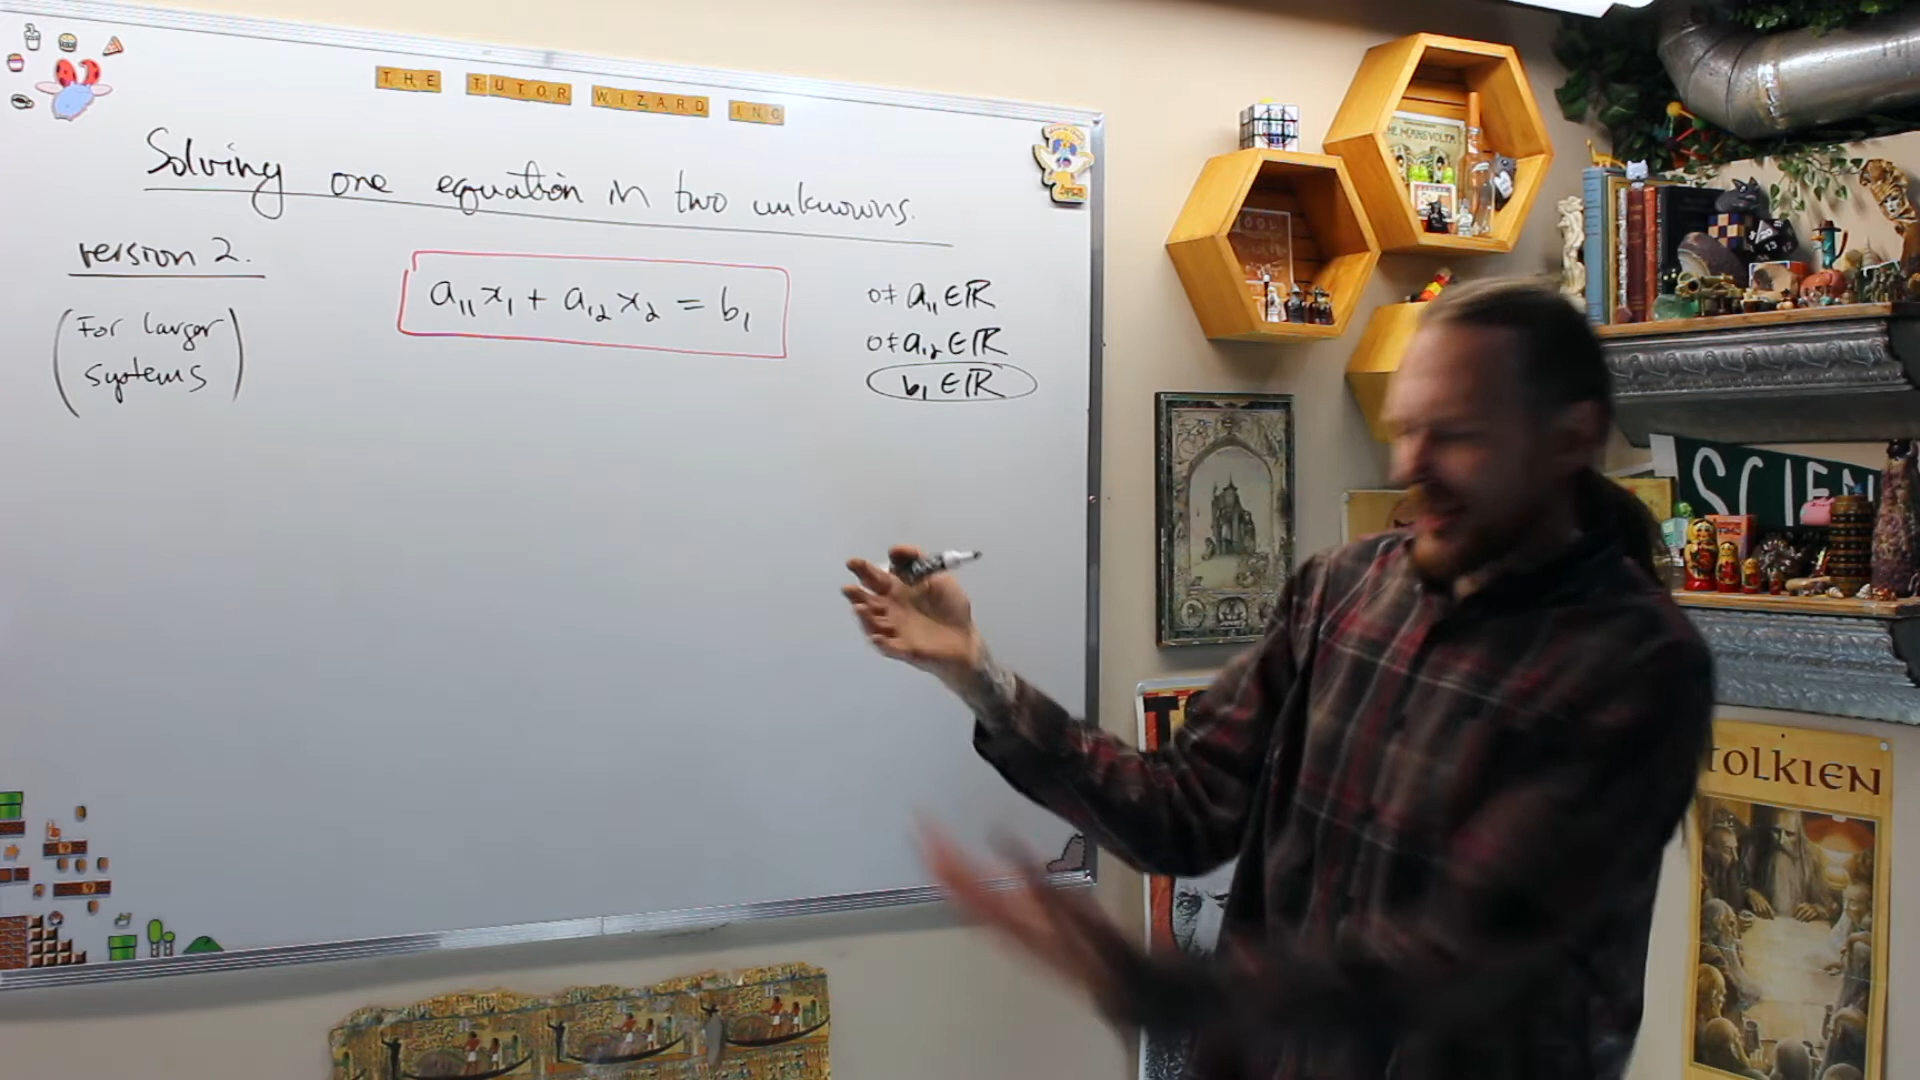 THE TUTOR WIZARD INC
Solving one equation in two unknowns.
version 2.
(For larger
systems)
a₁₁x₁ + a₁₂x₂ = b₁
0≠ a₁₁ ∈ ℝ
0≠ a₁₂ ∈ ℝ
b₁ ∈ ℝ
SCIEN
TOLKIEN